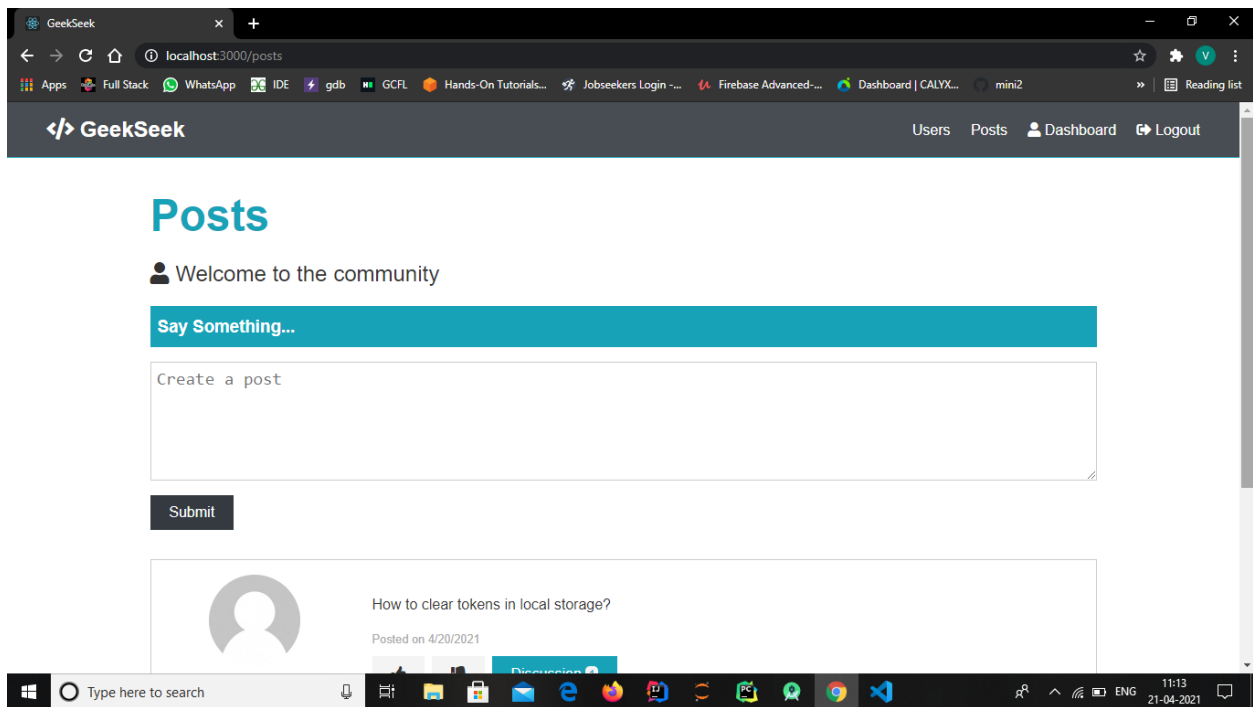 GeekSeek
localhost:3000/posts
V
Apps Full Stack WhatsApp IDE gdb GCFL Hands-On Tutorials... Jobseekers Login -... Firebase Advanced-... Dashboard | CALYX... mini2 » Reading list
</> GeekSeek Users Posts Dashboard Logout
Posts
Welcome to the community
Say Something...
Create a post
Submit
How to clear tokens in local storage?
Posted on 4/20/2021
Discussion
Type here to search
ENG
11:13
21-04-2021